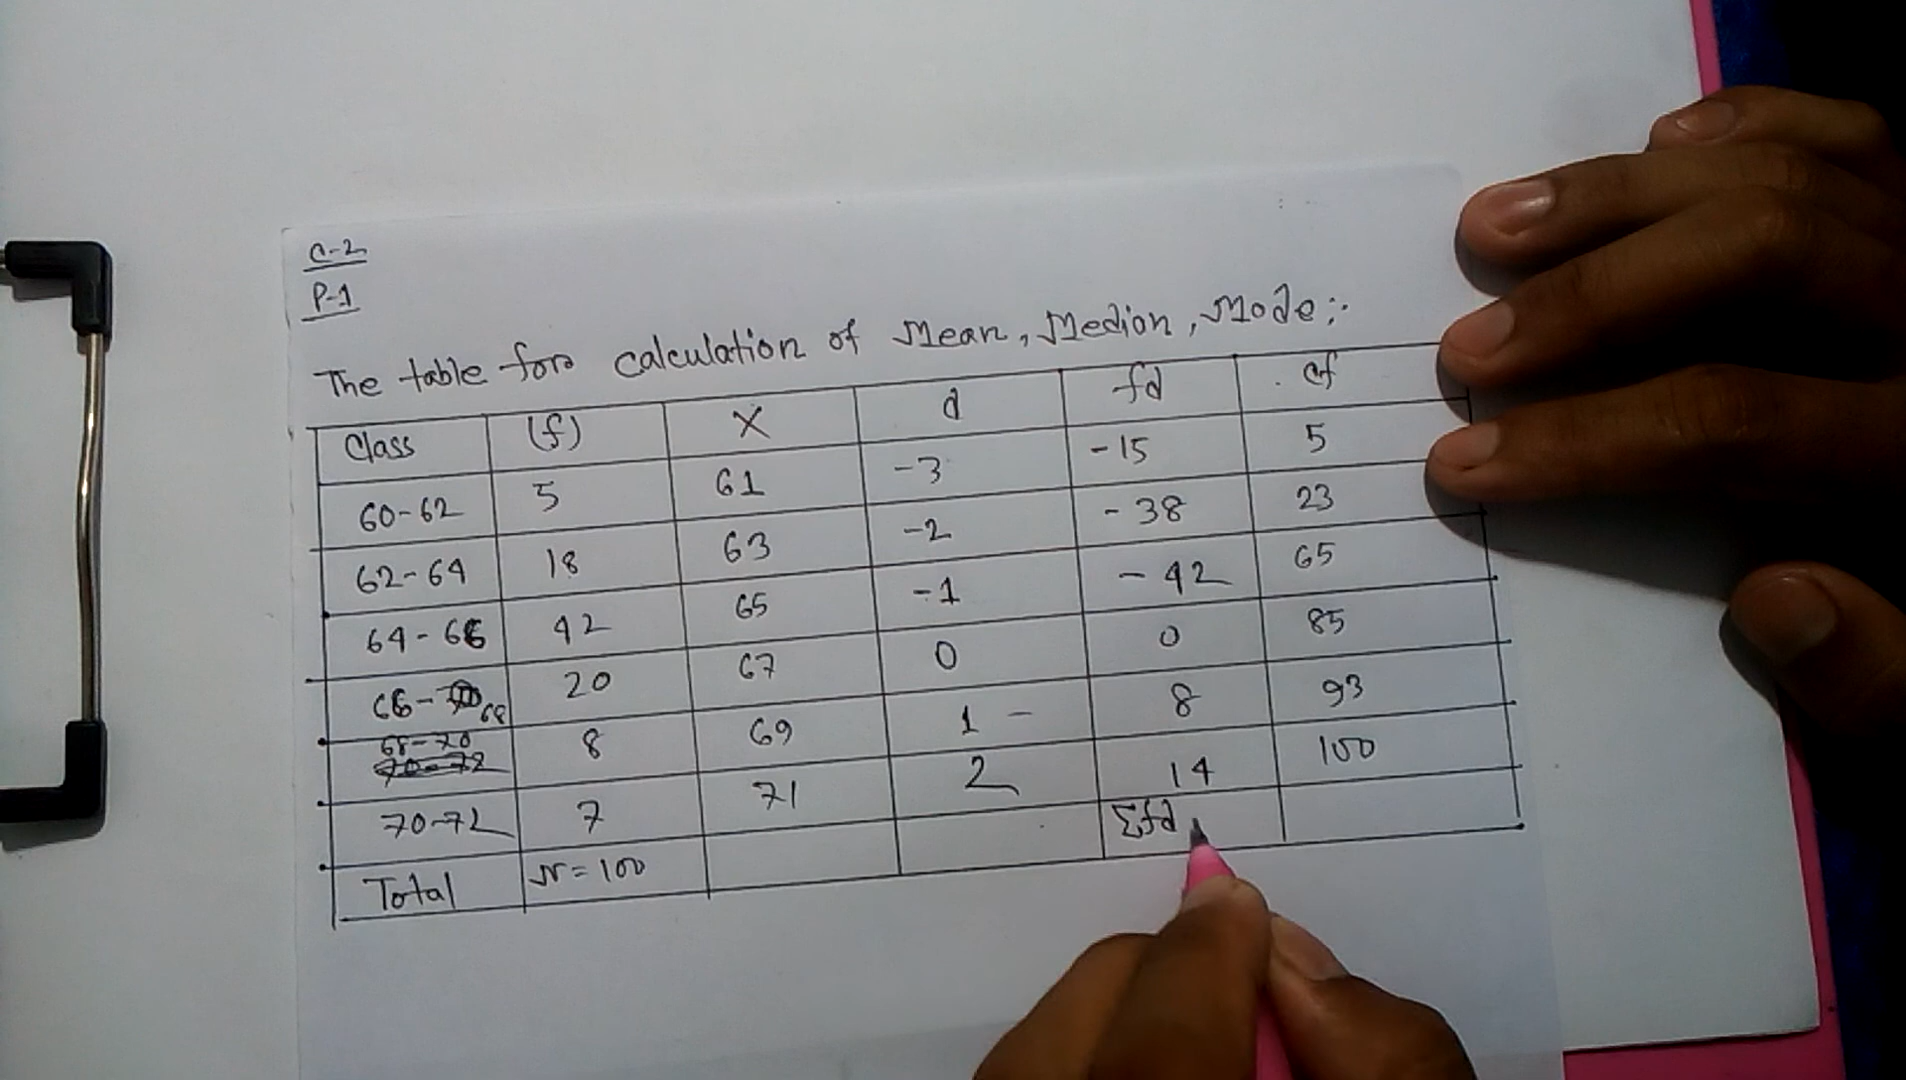 C-2
P-1
The table for calculation of Mean, Median, Mode:.
Class (f) X d fd cf
60-62 5 61 -3 -15 5
62-64 18 63 -2 -38 23
64-66 42 65 -1 -42 65
66-68 20 67 0 0 85
68-70 8 69 1 - 8 93
70-72
70-72 7 71 2 14 100
Total N=100 Σfd